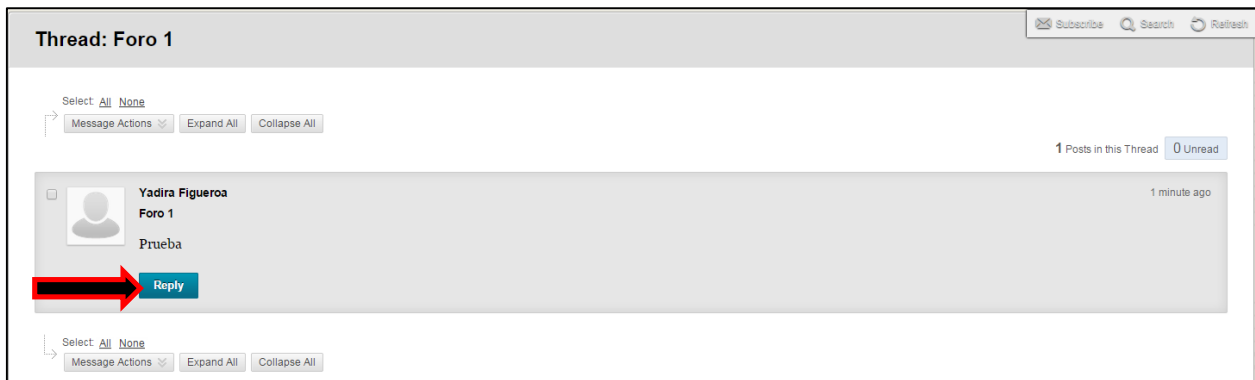 Subscribe Search Refresh
Thread: Foro 1
Select: All None
Message Actions Expand All Collapse All
1 Posts in this Thread 0 Unread
Yadira Figueroa 1 minute ago
Foro 1
Prueba
Reply
Select: All None
Message Actions Expand All Collapse All